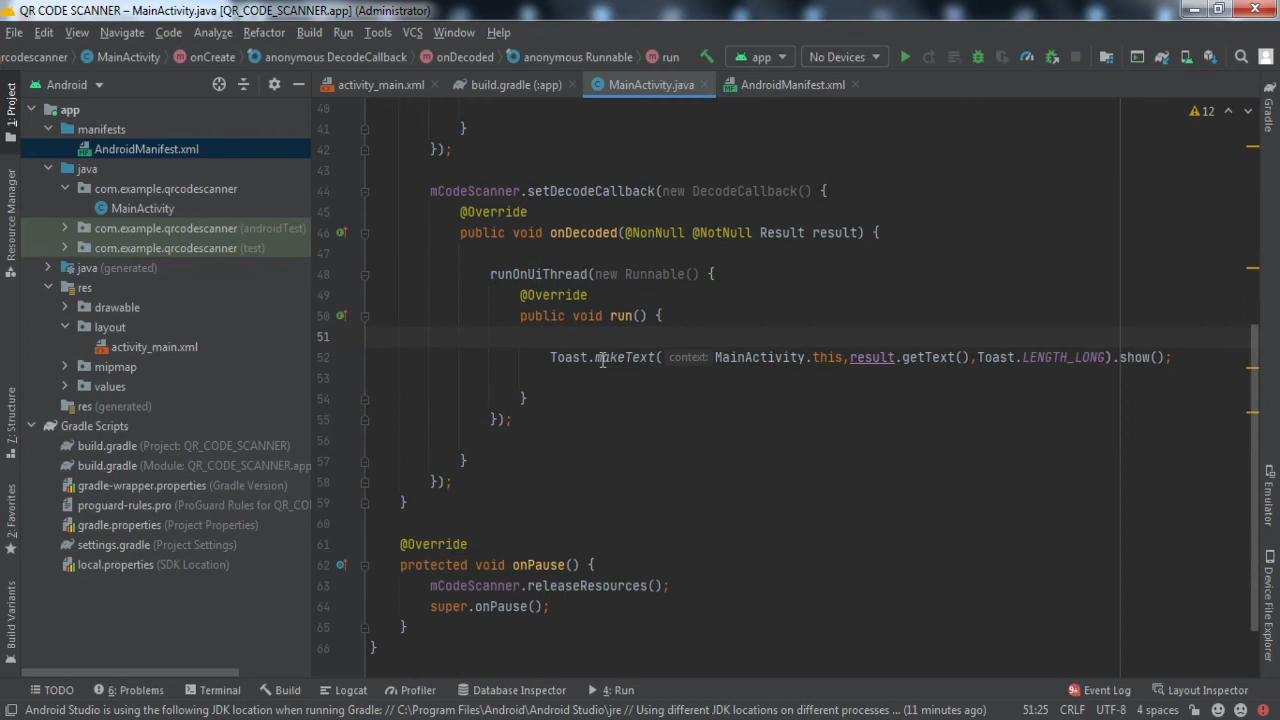 QR CODE SCANNER – MainActivity.java [QR_CODE_SCANNER.app] (Administrator)
File Edit View Navigate Code Analyze Refactor Build Run Tools VCS Window Help
rcodescanner MainActivity onCreate anonymous DecodeCallback onDecoded anonymous Runnable run app No Devices
Android activity_main.xml build.gradle (:app) MainActivity.java AndroidManifest.xml
1: Project
Resource Manager
Z: Structure
2: Favorites
Build Variants
app
manifests
AndroidManifest.xml
java
com.example.qrcodescanner
MainActivity
com.example.qrcodescanner (androidTest)
com.example.qrcodescanner (test)
java (generated)
res
drawable
layout
activity_main.xml
mipmap
values
res (generated)
Gradle Scripts
build.gradle (Project: QR_CODE_SCANNER)
build.gradle (Module: QR_CODE_SCANNER.app
gradle-wrapper.properties (Gradle Version)
proguard-rules.pro (ProGuard Rules for QR_CO
gradle.properties (Project Properties)
settings.gradle (Project Settings)
local.properties (SDK Location)
12
40
41 }
42 });
43
44 mCodeScanner.setDecodeCallback(new DecodeCallback() {
45 @Override
46 public void onDecoded(@NonNull @NotNull Result result) {
47
48 runOnUiThread(new Runnable() {
49 @Override
50 public void run() {
51
52 Toast.makeText( context: MainActivity.this,result.getText(),Toast.LENGTH_LONG).show();
53
54 }
55 });
56
57 }
58 });
59 }
60
61 @Override
62 protected void onPause() {
63 mCodeScanner.releaseResources();
64 super.onPause();
65 }
66 }
Gradle
Emulator
Device File Explorer
TODO 6: Problems Terminal Build Logcat Profiler Database Inspector 4: Run 9+ Event Log Layout Inspector
Android Studio is using the following JDK location when running Gradle: // C:\Program Files\Android\Android Studio\jre // Using different JDK locations on different processes ... (11 minutes ago) 51:25 CRLF UTF-8 4 spaces